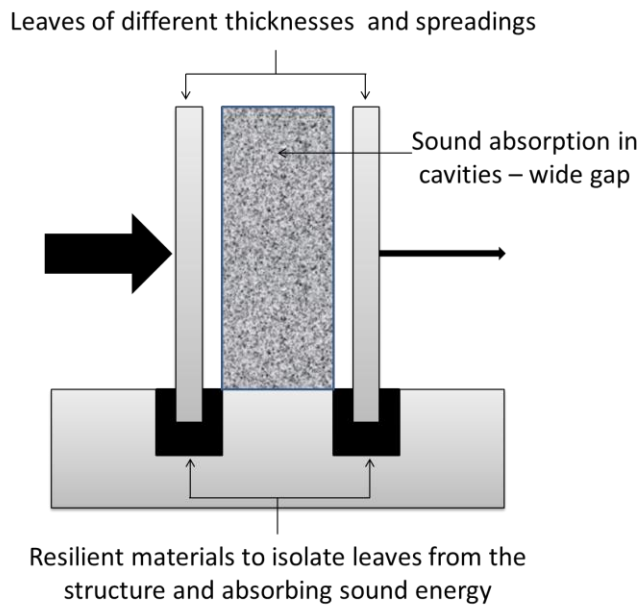 Leaves of different thicknesses and spreadings
Sound absorption in
cavities – wide gap
Resilient materials to isolate leaves from the
structure and absorbing sound energy